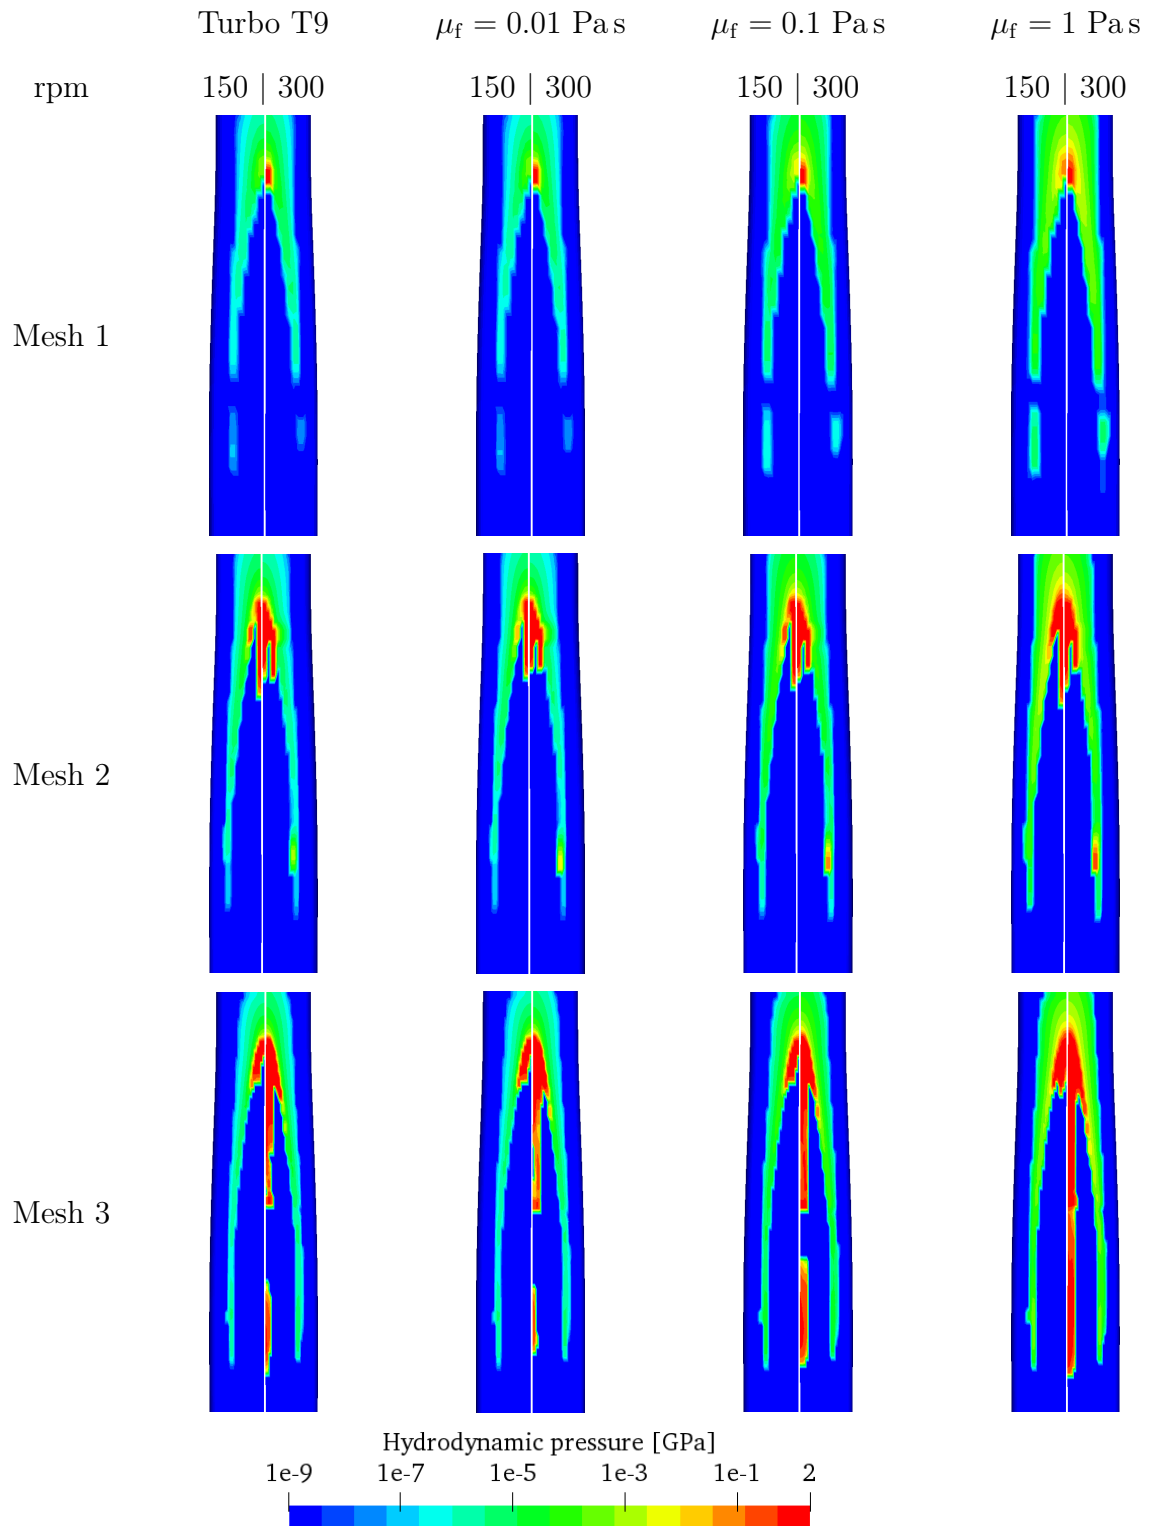 Turbo T9 μf = 0.01 Pa s μf = 0.1 Pa s μf = 1 Pa s
rpm 150 | 300 150 | 300 150 | 300 150 | 300
Mesh 1
Mesh 2
Mesh 3
Hydrodynamic pressure [GPa]
1e-9 1e-7 1e-5 1e-3 1e-1 2